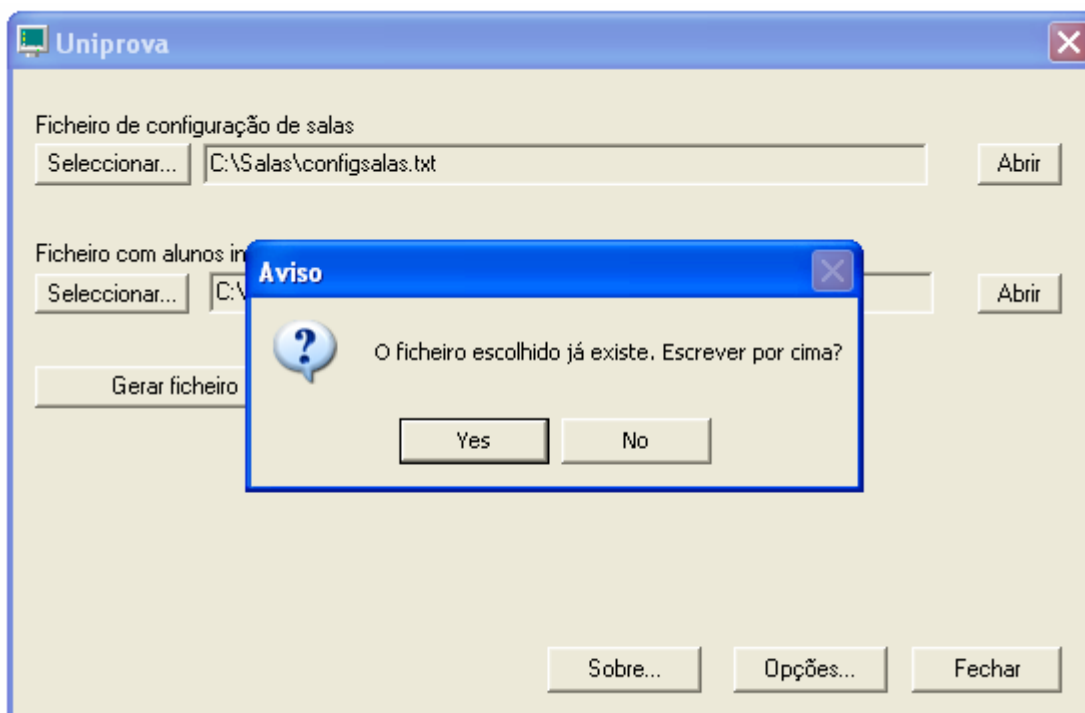 Uniprova
Ficheiro de configuração de salas
Seleccionar... C:\Salas\configsalas.txt Abrir
Ficheiro com alunos
Seleccionar... Abrir
Aviso
O ficheiro escolhido já existe. Escrever por cima?
Yes No
Gerar ficheiro
Sobre... Opções... Fechar